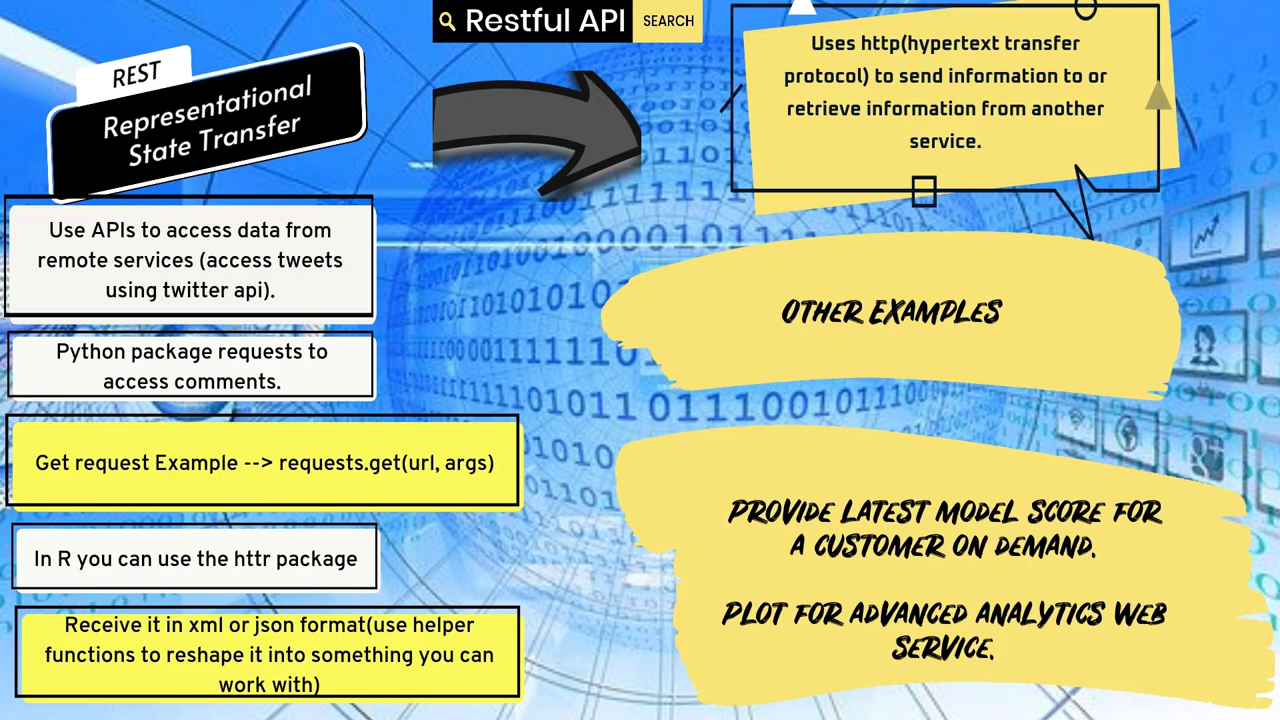 Restful API
SEARCH
REST
Representational
State Transfer
Uses http(hypertext transfer
protocol) to send information to or
retrieve information from another
service.
Use APIs to access data from
remote services (access tweets
using twitter api).
Python package requests to
access comments.
Get request Example --> requests.get(url, args)
In R you can use the httr package
Receive it in xml or json format(use helper
functions to reshape it into something you can
work with)
OTHER EXAMPLES
PROVIDE LATEST MODEL SCORE FOR
A CUSTOMER ON DEMAND.
PLOT FOR ADVANCED ANALYTICS WEB
SERVICE.